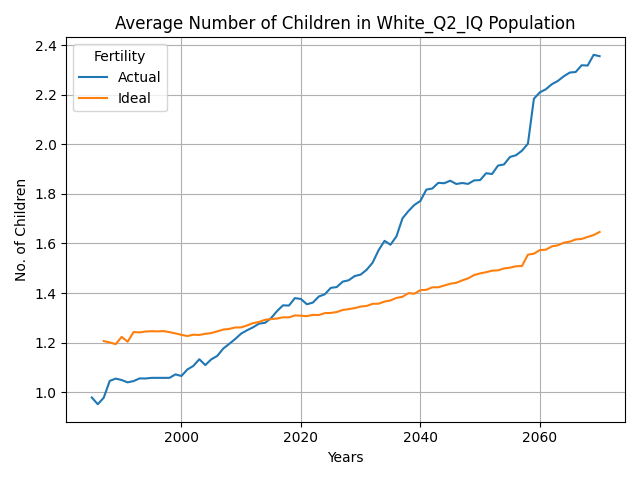 Average Number of Children in White_Q2_IQ Population
Fertility
Actual
Ideal
No. of Children
2.4
2.2
2.0
1.8
1.6
1.4
1.2
1.0
2000
2020
2040
2060
Years